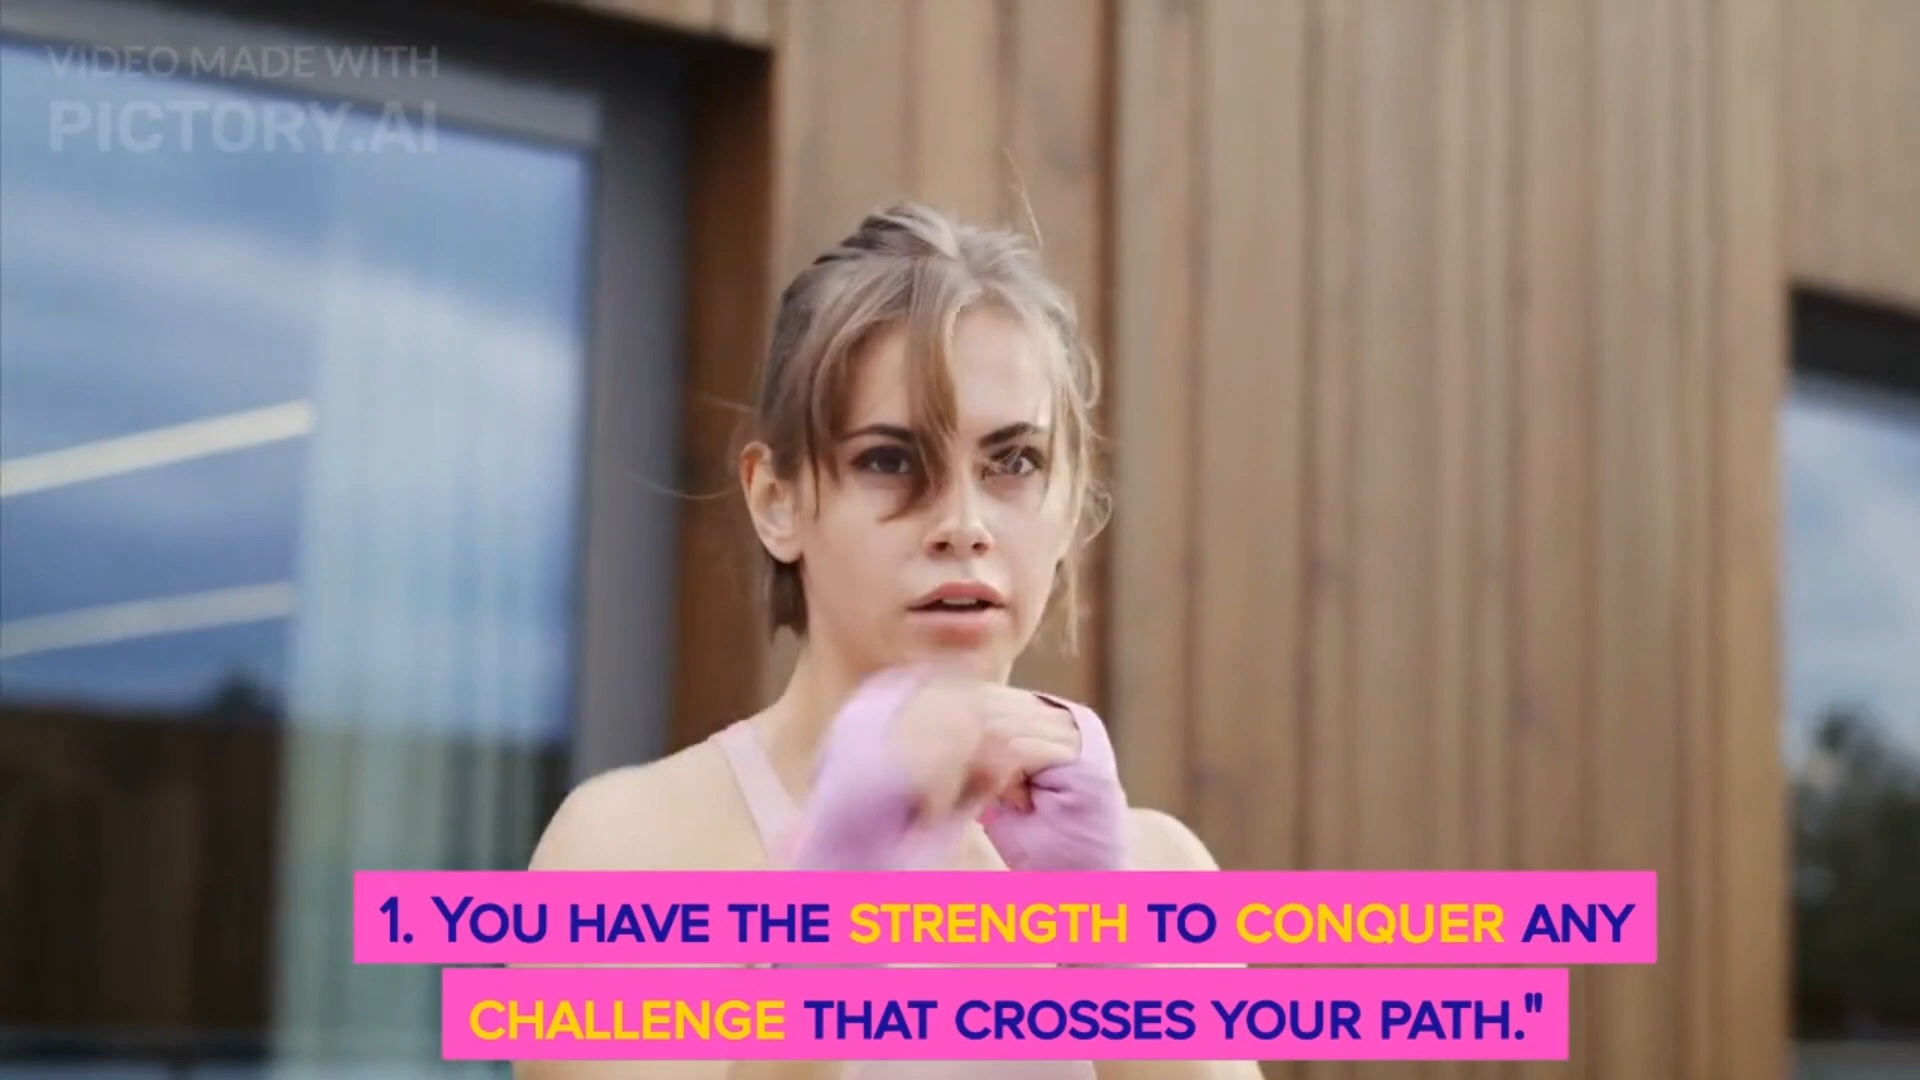 VIDEO MADE WITH
PICTORY.AI
1. YOU HAVE THE STRENGTH TO CONQUER ANY
CHALLENGE THAT CROSSES YOUR PATH."